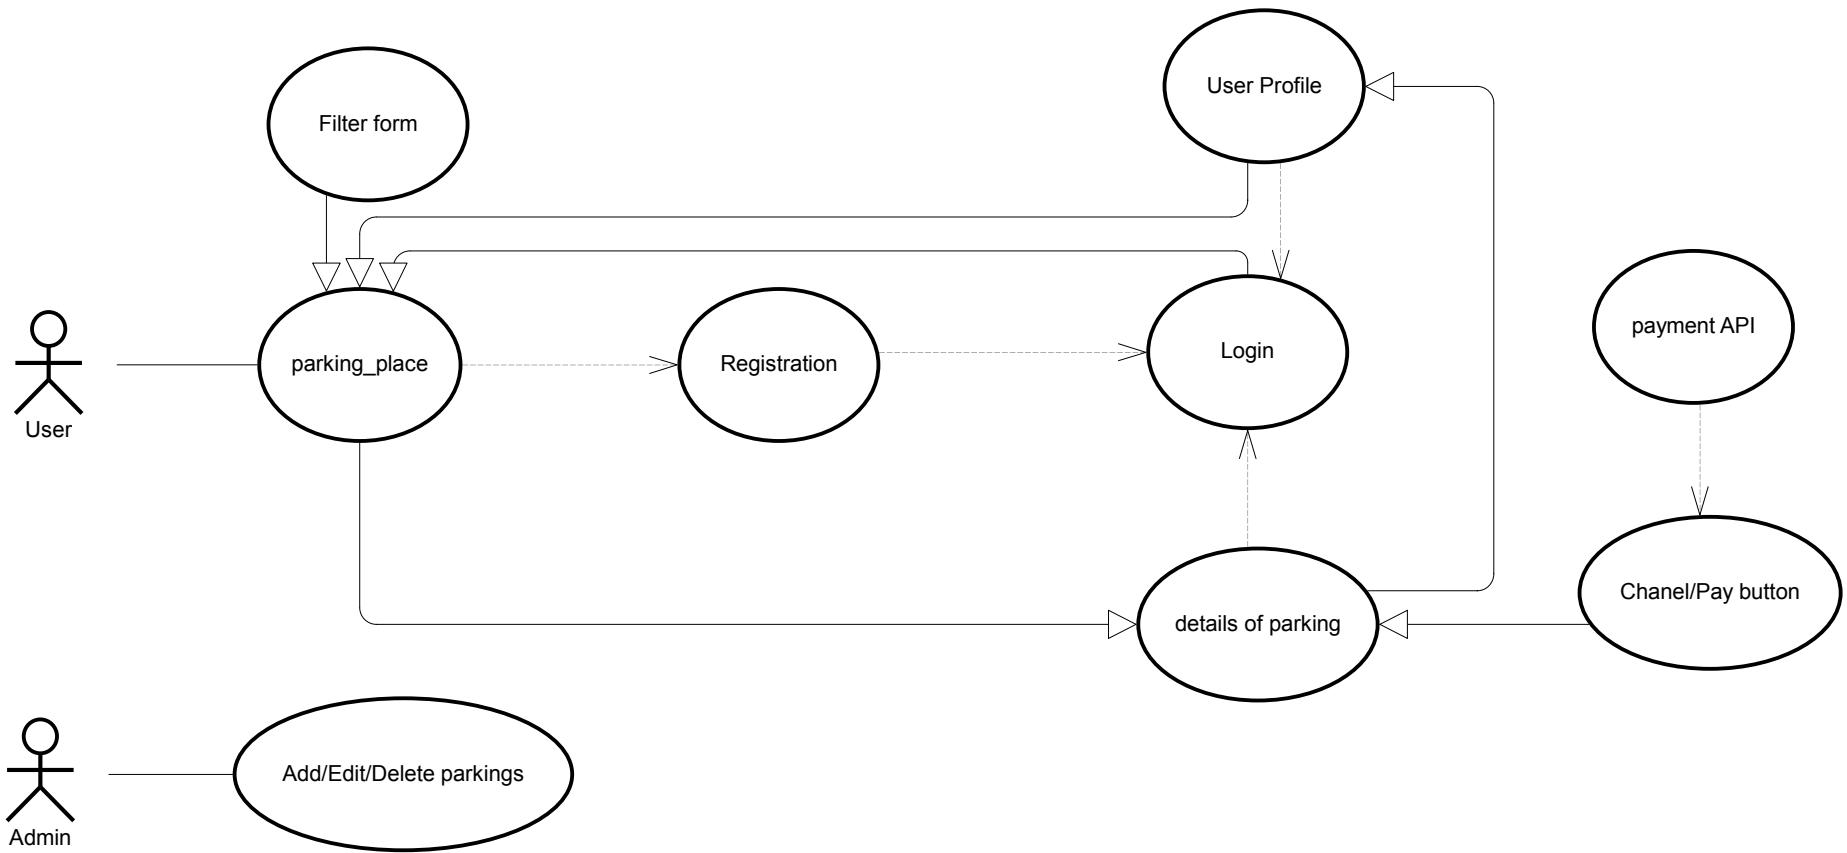 User Profile
Filter form
payment API
Login
parking_place
Registration
User
Chanel/Pay button
details of parking
Add/Edit/Delete parkings
Admin